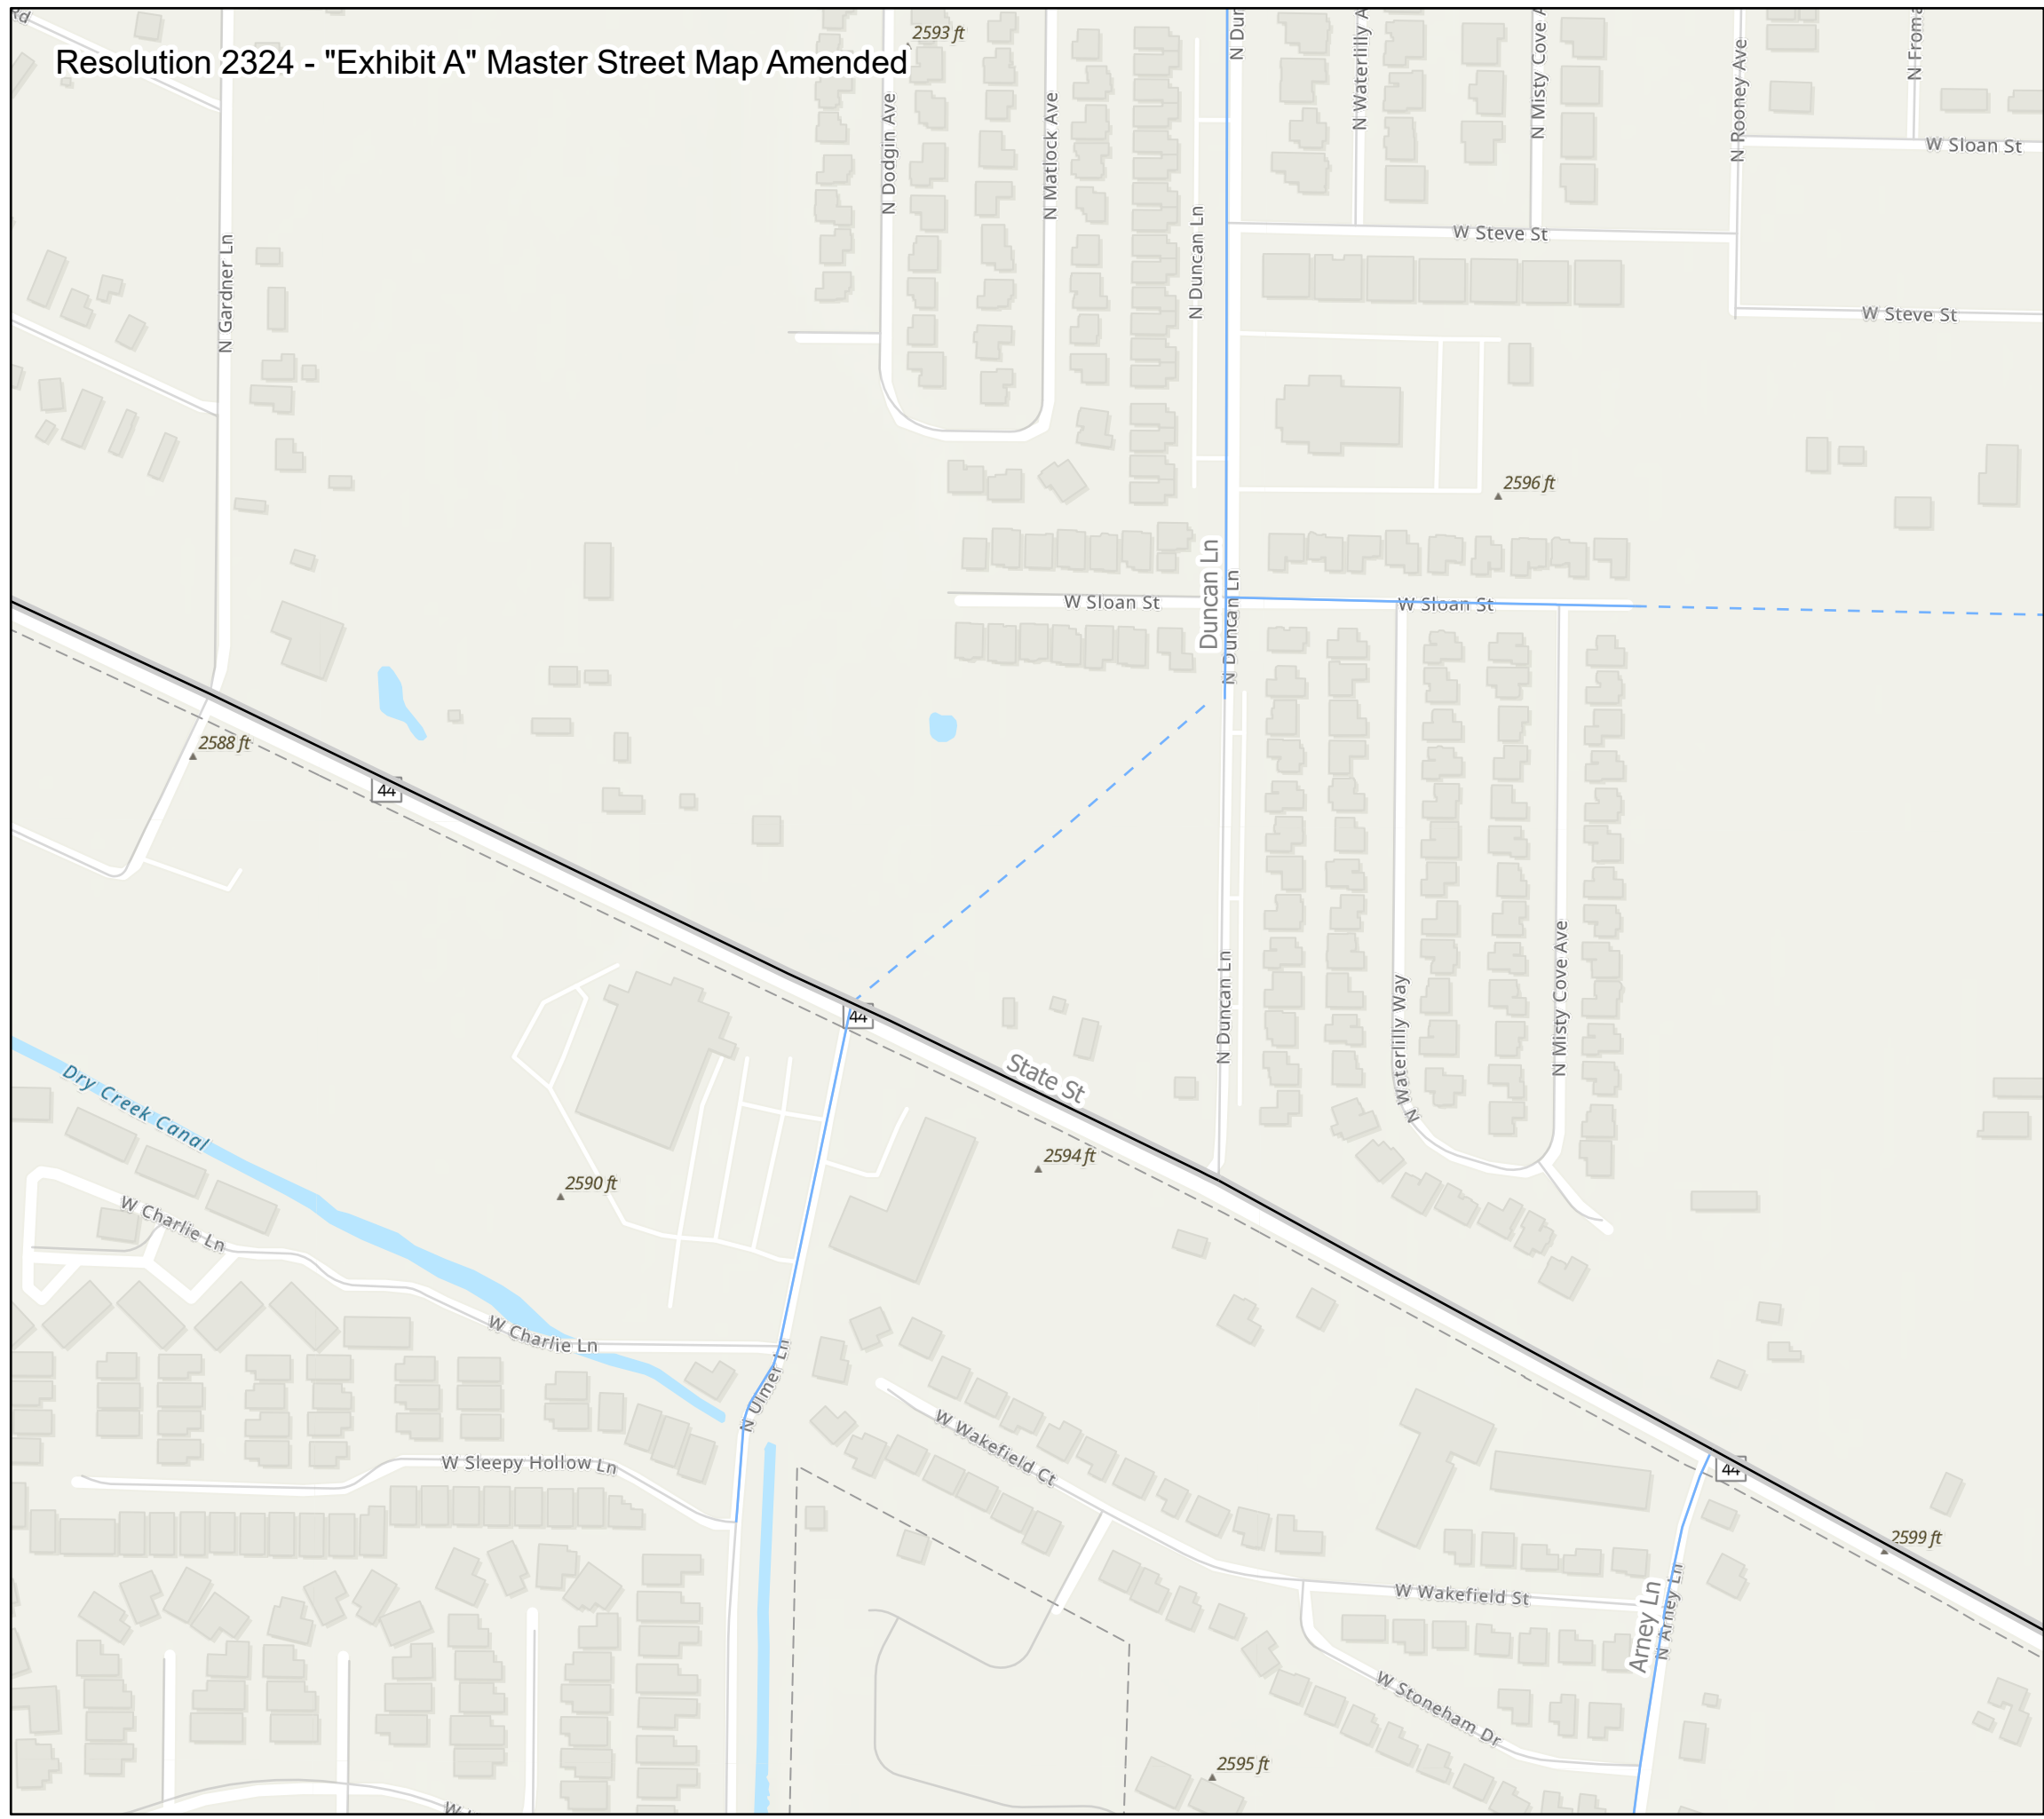 Rd
Resolution 2324 - "Exhibit A" Master Street Map Amended
2593 ft
N Dodgin Ave
N Matlock Ave
N Duncan Ln
N Dun
N Waterlilly A
N Misty Cove A
N Rooney Ave
N Froma
W Sloan St
W Steve St
W Steve St
N Gardner Ln
2596 ft
W Sloan St
Duncan Ln
N Duncan Ln
W Sloan St
2588 ft
44
44
State St
N Duncan Ln
N Waterlilly Way
N
N Misty Cove Ave
Dry Creek Canal
2594 ft
2590 ft
W Charlie Ln
W Charlie Ln
N Ulmer Ln
W Sleepy Hollow Ln
W Wakefield Ct
44
2599 ft
W Wakefield St
Arney Ln
N Arney Ln
W Stoneham Dr
2595 ft